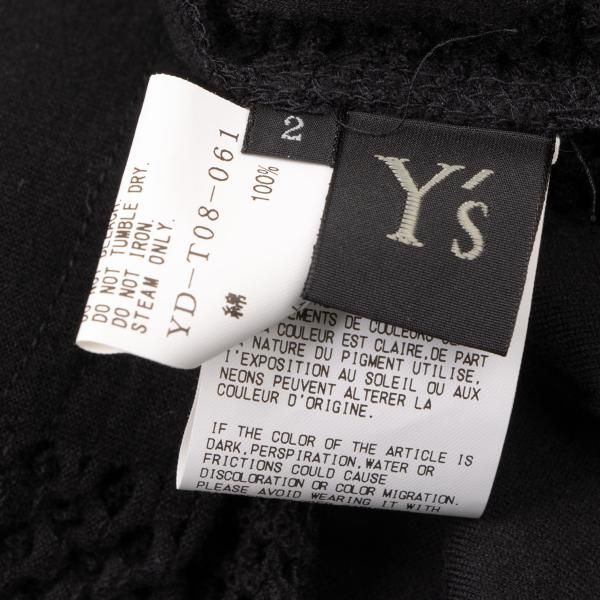 Y's
2
DO NOT TUMBLE DRY.
DO NOT IRON.
STEAM ONLY.
YD-T08-061
綿 100%
DE COULEURS
COULEUR EST CLAIRE, DE PART
NATURE DU PIGMENT UTILISE,
L'EXPOSITION AU SOLEIL OU AUX
NEONS PEUVENT ALTERER LA
COULEUR D'ORIGINE.
IF THE COLOR OF THE ARTICLE IS
DARK, PERSPIRATION, WATER OR
FRICTIONS COULD CAUSE
DISCOLORATION OR COLOR MIGRATION.
PLEASE AVOID WEARING IT WITH